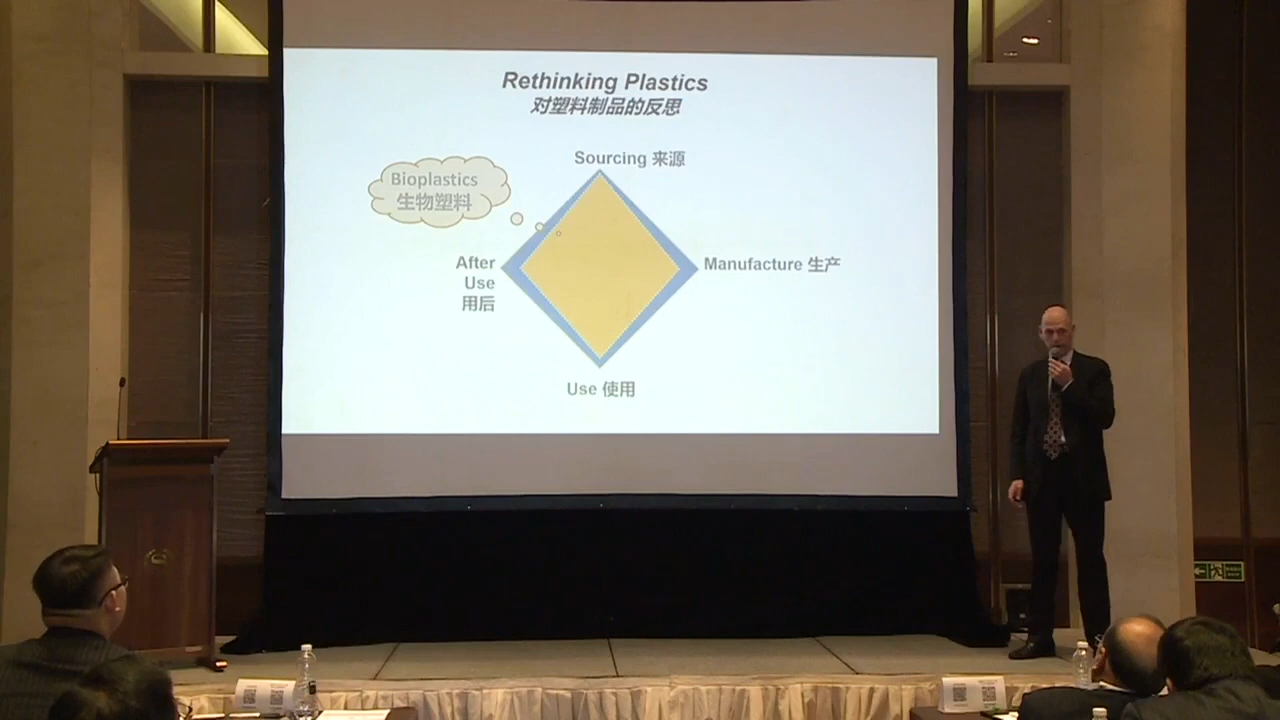 Rethinking Plastics
对塑料制品的反思
Sourcing 来源
Bioplastics
生物塑料
After
Use
用后
Manufacture 生产
Use 使用